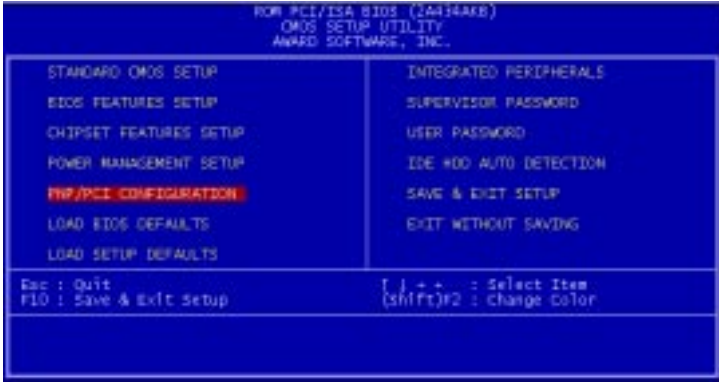 ROM PCI/ISA BIOS (2A434AKB)
CMOS SETUP UTILITY
AWARD SOFTWARE, INC.
STANDARD CMOS SETUP
BIOS FEATURES SETUP
CHIPSET FEATURES SETUP
POWER MANAGEMENT SETUP
PNP/PCI CONFIGURATION
LOAD BIOS DEFAULTS
LOAD SETUP DEFAULTS
INTEGRATED PERIPHERALS
SUPERVISOR PASSWORD
USER PASSWORD
IDE HDD AUTO DETECTION
SAVE & EXIT SETUP
EXIT WITHOUT SAVING
Esc : Quit
F10 : Save & Exit Setup
: Select Item
(Shift)F2 : Change Color